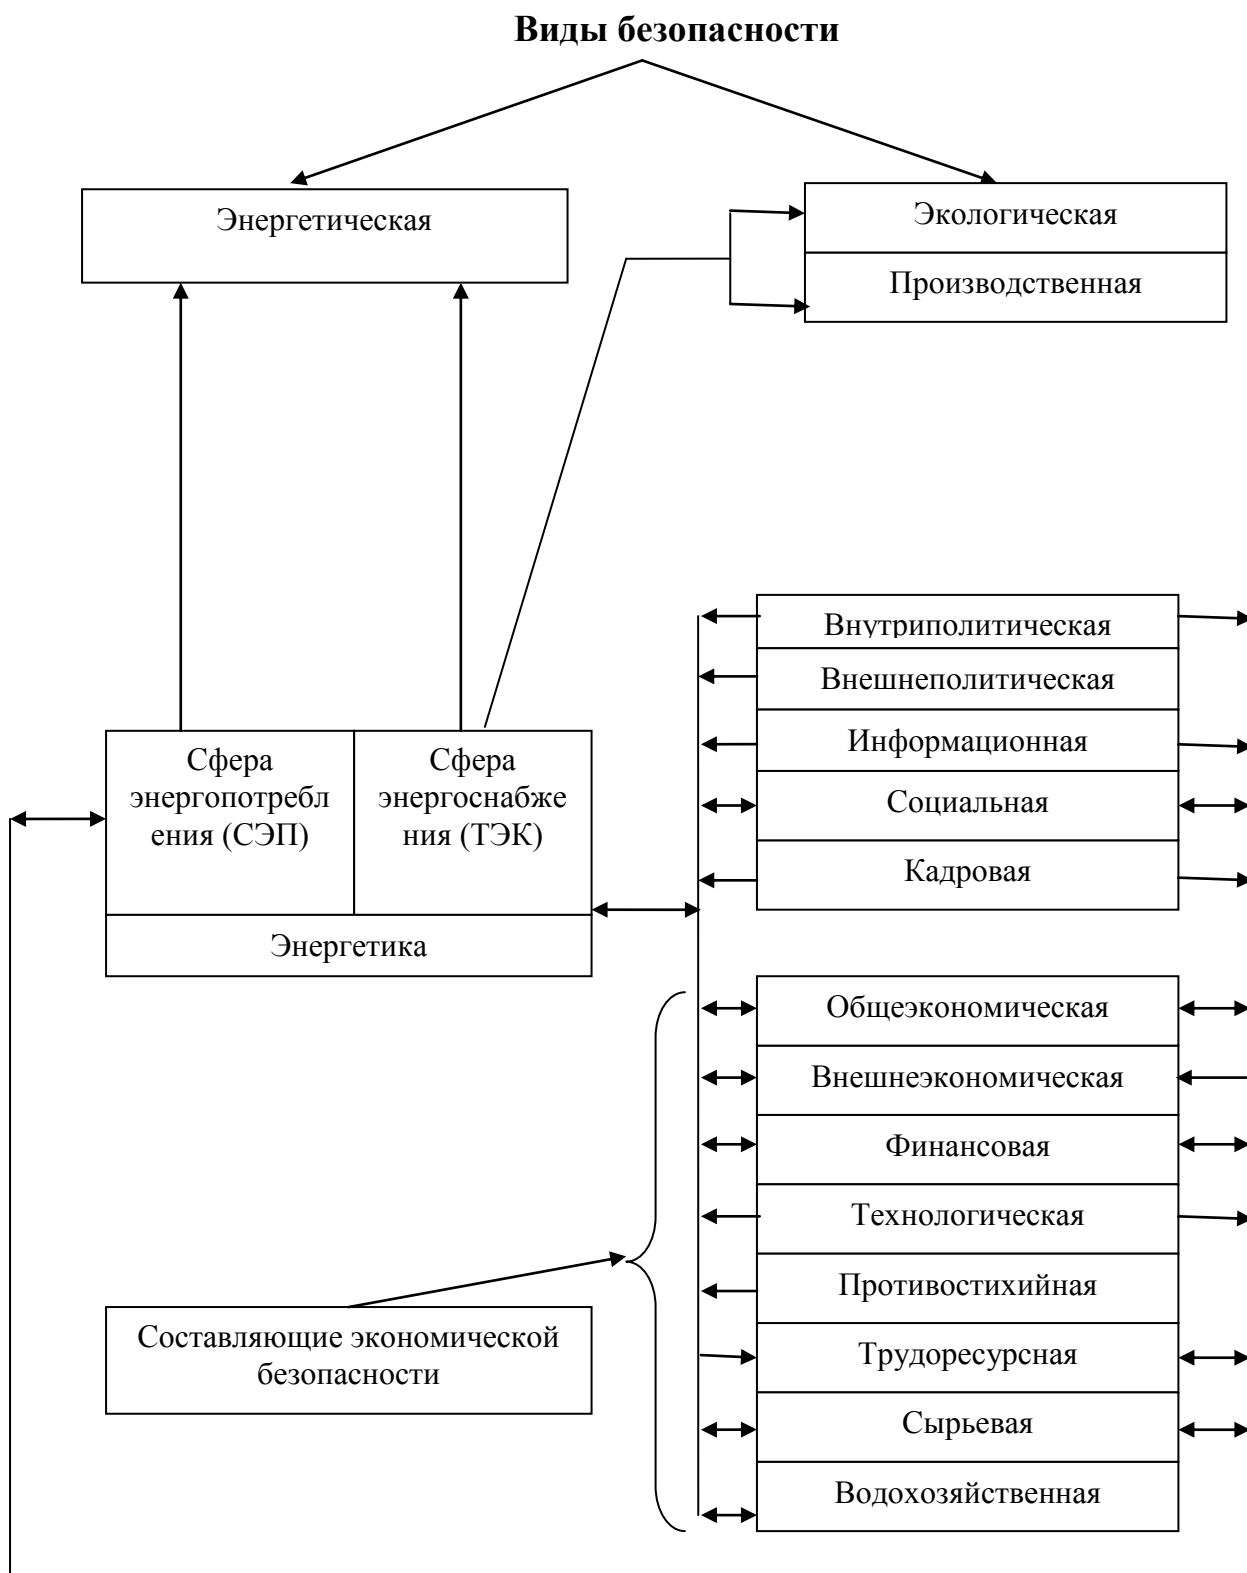 Виды безопасности
Энергетическая
Экологическая
Производственная
Внутриполитическая
Внешнеполитическая
Информационная
Социальная
Кадровая
Сфера
энергопотребл
ения (СЭП)
Сфера
энергоснабже
ния (ТЭК)
Энергетика
Общеэкономическая
Внешнеэкономическая
Финансовая
Технологическая
Противостихийная
Трудоресурсная
Сырьевая
Водохозяйственная
Составляющие экономической
безопасности